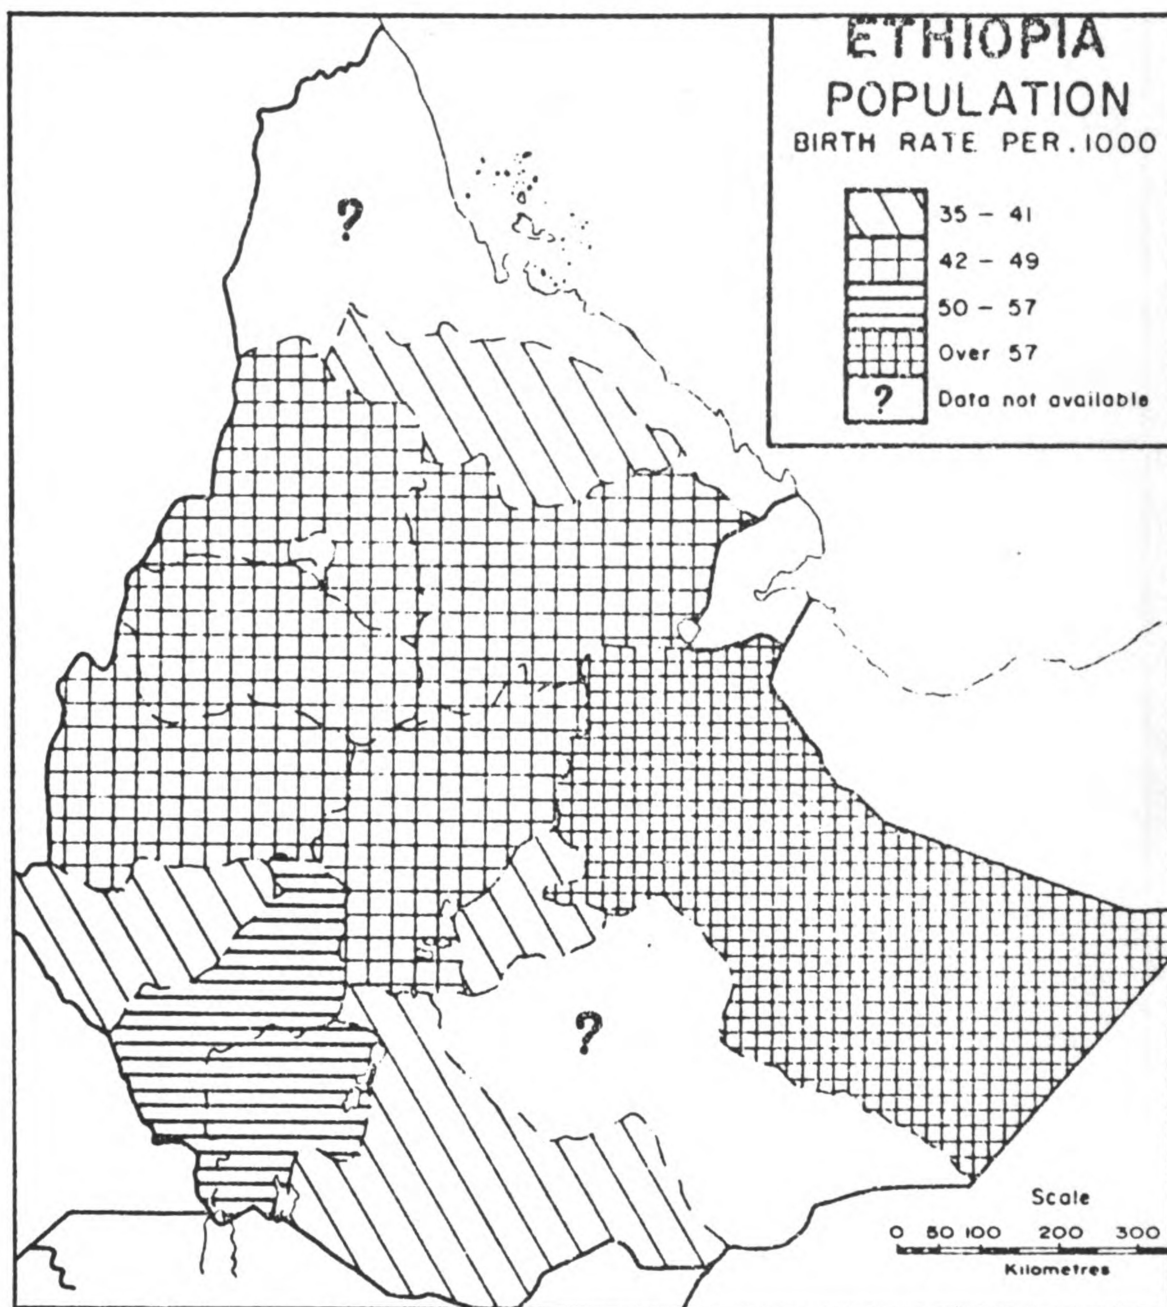 ETHIOPIA
POPULATION
BIRTH RATE PER.1000
35 - 41
42 - 49
50 - 57
Over 57
? Data not available
?
?
Scale
0 50 100 200 300
Kilometres